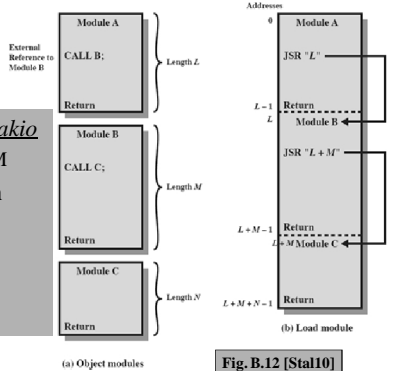 Module A
External
Reference to
Module B
CALL B;
Length L
Return
akio
M
Module B
CALL C;
Length M
Return
Module C
Length N
Return
(a) Object modules
Addresses
0
Module A
JSR "L"
L – 1
Return
L
Module B
JSR "L + M"
L + M – 1
Return
L + M
Module C
L + M + N – 1
Return
(b) Load module
Fig. B.12 [Stal10]